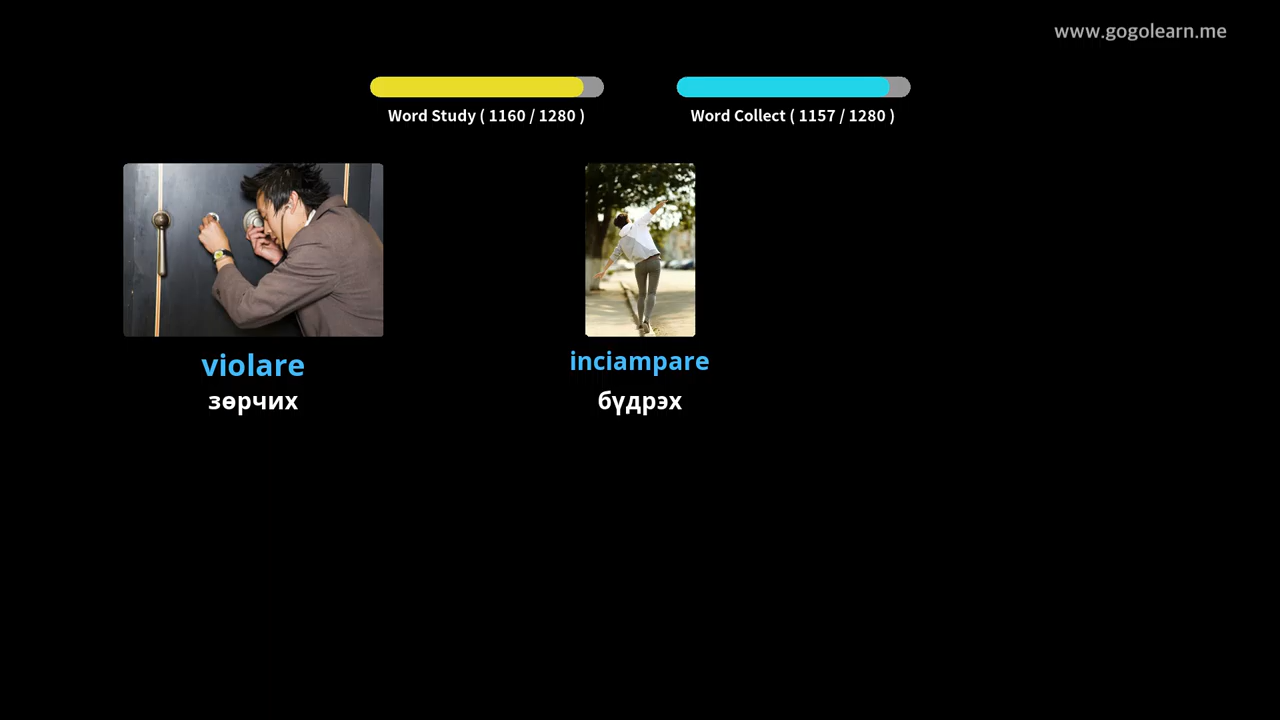 www.gogolearn.me
Word Study ( 1160 / 1280 )
Word Collect ( 1157 / 1280 )
violare
зөрчих
inciampare
бүдрэх